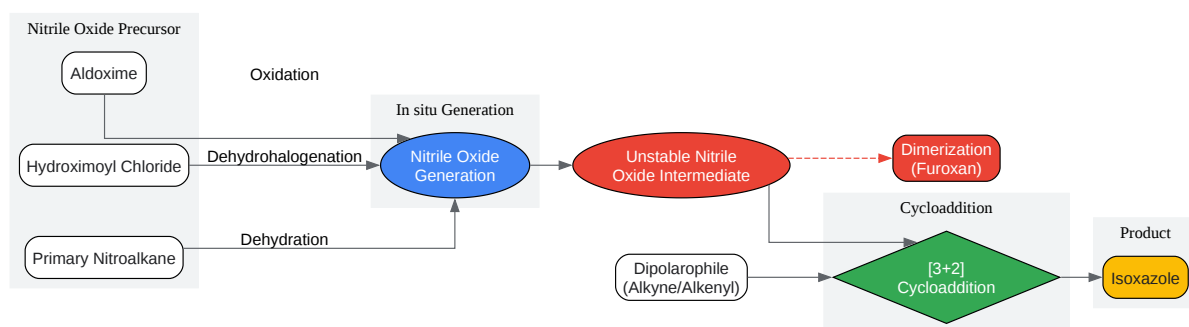 Nitrile Oxide Precursor
Aldoxime
Oxidation
In situ Generation
Hydroximoyl Chloride
Dehydrohalogenation
Nitrile Oxide
Generation
Unstable Nitrile
Oxide Intermediate
Dimerization
(Furoxan)
Primary Nitroalkane
Dehydration
Cycloaddition
Dipolarophile
(Alkyne/Alkenyl)
[3+2]
Cycloaddition
Product
Isoxazole